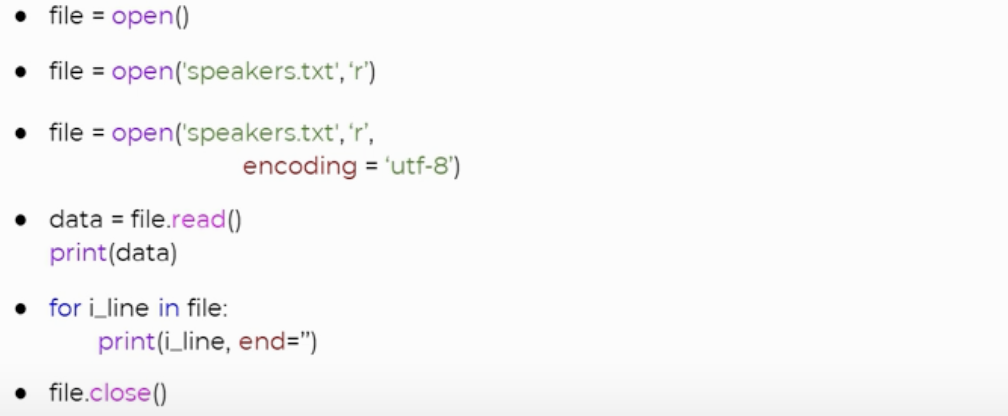 • file = open()
• file = open('speakers.txt', ‘r’)
• file = open('speakers.txt', ‘r’,
encoding = ‘utf-8’)
• data = file.read()
print(data)
• for i_line in file:
print(i_line, end=’’)
• file.close()